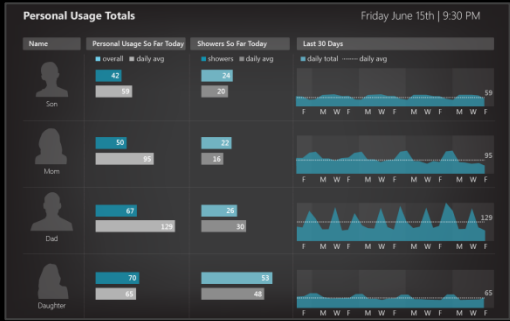 Personal Usage Totals Friday June 15th | 9:30 PM
Name Personal Usage So Far Today Showers So Far Today Last 30 Days
overall daily avg showers daily avg daily total daily avg
42 24
59 20 59
Son F M W F M W F M W F M W F
50 22
95 16 95
Mom F M W F M W F M W F M W F
67 26
129 30 129
Dad F M W F M W F M W F M W F
70 53
65 48 65
Daughter F M W F M W F M W F M W F